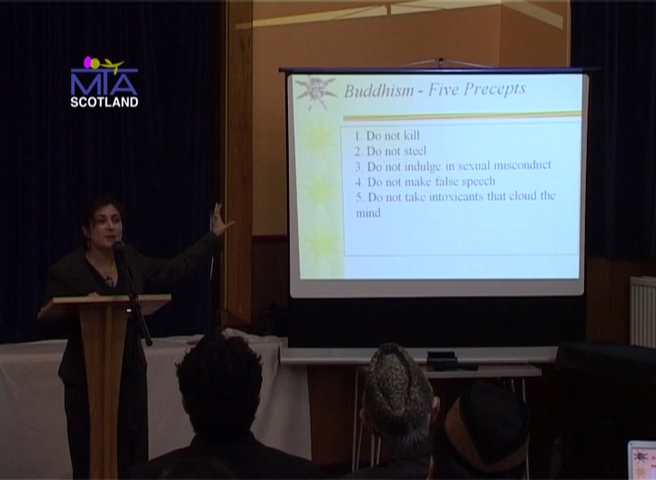 MTA
SCOTLAND
Buddhism - Five Precepts
1. Do not kill
2. Do not steel
3. Do not indulge in sexual misconduct
4. Do not make false speech
5. Do not take intoxicants that cloud the
mind